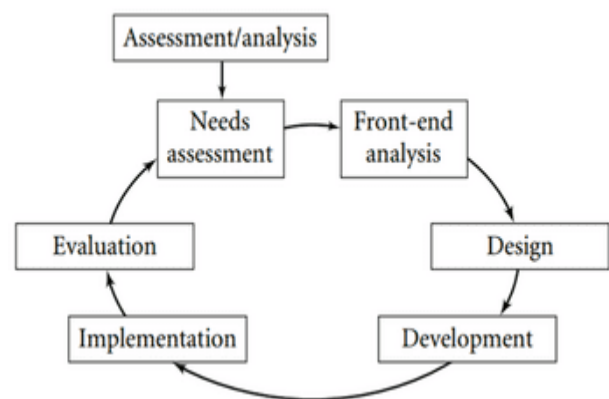 Assessment/analysis
Needs
assessment
Front-end
analysis
Evaluation
Design
Implementation
Development